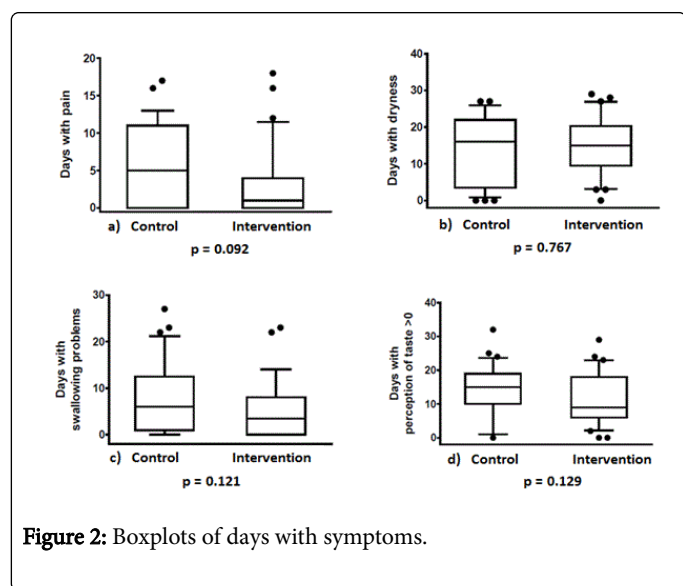 20
15
10
5
0
Days with pain
a) Control Intervention
p = 0.092
40
30
20
10
0
Days with dryness
b) Control Intervention
p = 0.767
30
20
10
0
Days with
swallowing problems
c) Control Intervention
p = 0.121
40
30
20
10
0
Days with
perception of taste >0
d) Control Intervention
p = 0.129
Figure 2: Boxplots of days with symptoms.